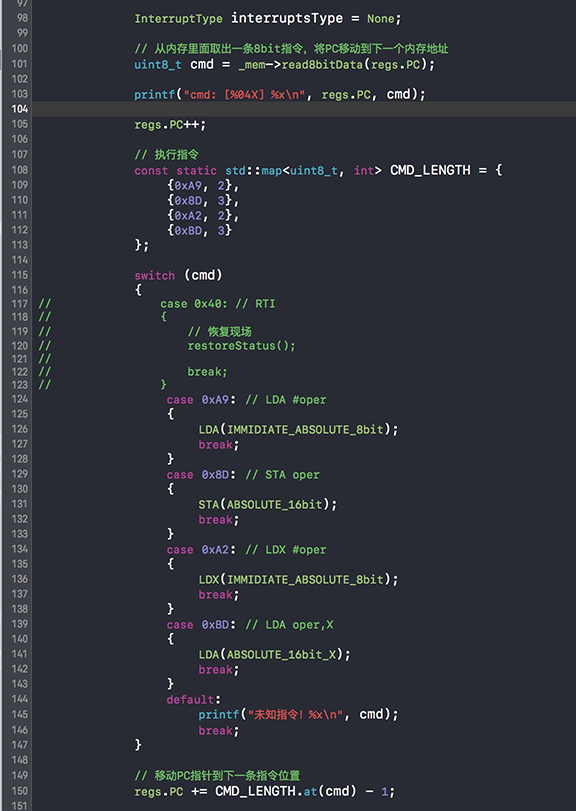 97
98 InterruptType interruptsType = None;
99
100 // 从内存里面取出一条8bit指令，将PC移动到下一个内存地址
101 uint8_t cmd = _mem->read8bitData(regs.PC);
102
103 printf("cmd: [%04X] %x\n", regs.PC, cmd);
104
105 regs.PC++;
106
107 // 执行指令
108 const static std::map<uint8_t, int> CMD_LENGTH = {
109 {0xA9, 2},
110 {0x8D, 3},
111 {0xA2, 2},
112 {0xBD, 3}
113 };
114
115 switch (cmd)
116 {
117 // case 0x40: // RTI
118 // {
119 // // 恢复现场
120 // restoreStatus();
121 //
122 // break;
123 // }
124 case 0xA9: // LDA #oper
125 {
126 LDA(IMMIDIATE_ABSOLUTE_8bit);
127 break;
128 }
129 case 0x8D: // STA oper
130 {
131 STA(ABSOLUTE_16bit);
132 break;
133 }
134 case 0xA2: // LDX #oper
135 {
136 LDX(IMMIDIATE_ABSOLUTE_8bit);
137 break;
138 }
139 case 0xBD: // LDA oper,X
140 {
141 LDA(ABSOLUTE_16bit_X);
142 break;
143 }
144 default:
145 printf("未知指令！%x\n", cmd);
146 break;
147 }
148
149 // 移动PC指针到下一条指令位置
150 regs.PC += CMD_LENGTH.at(cmd) - 1;
151